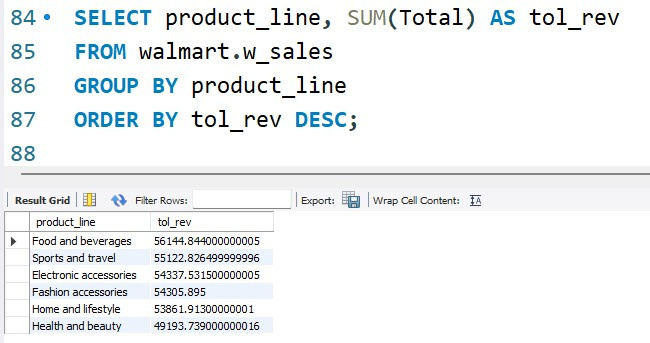 84 SELECT product_line, SUM(Total) AS tol_rev
85 FROM walmart.w_sales
86 GROUP BY product_line
87 ORDER BY tol_rev DESC;
88
Result Grid Filter Rows: Export: Wrap Cell Content:
product_line tol_rev
Food and beverages 56144.844000000005
Sports and travel 55122.826499999996
Electronic accessories 54337.531500000005
Fashion accessories 54305.895
Home and lifestyle 53861.91300000001
Health and beauty 49193.739000000016